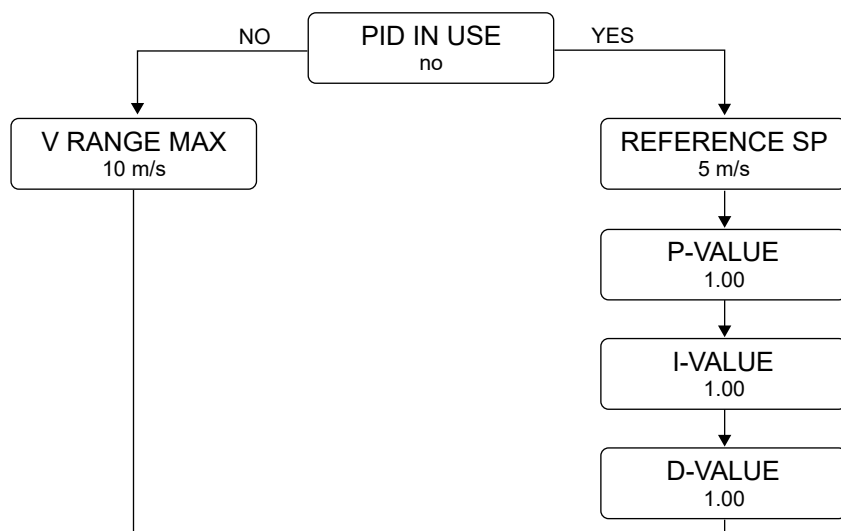 NO
PID IN USE
no
YES
V RANGE MAX
10 m/s
REFERENCE SP
5 m/s
P-VALUE
1.00
I-VALUE
1.00
D-VALUE
1.00